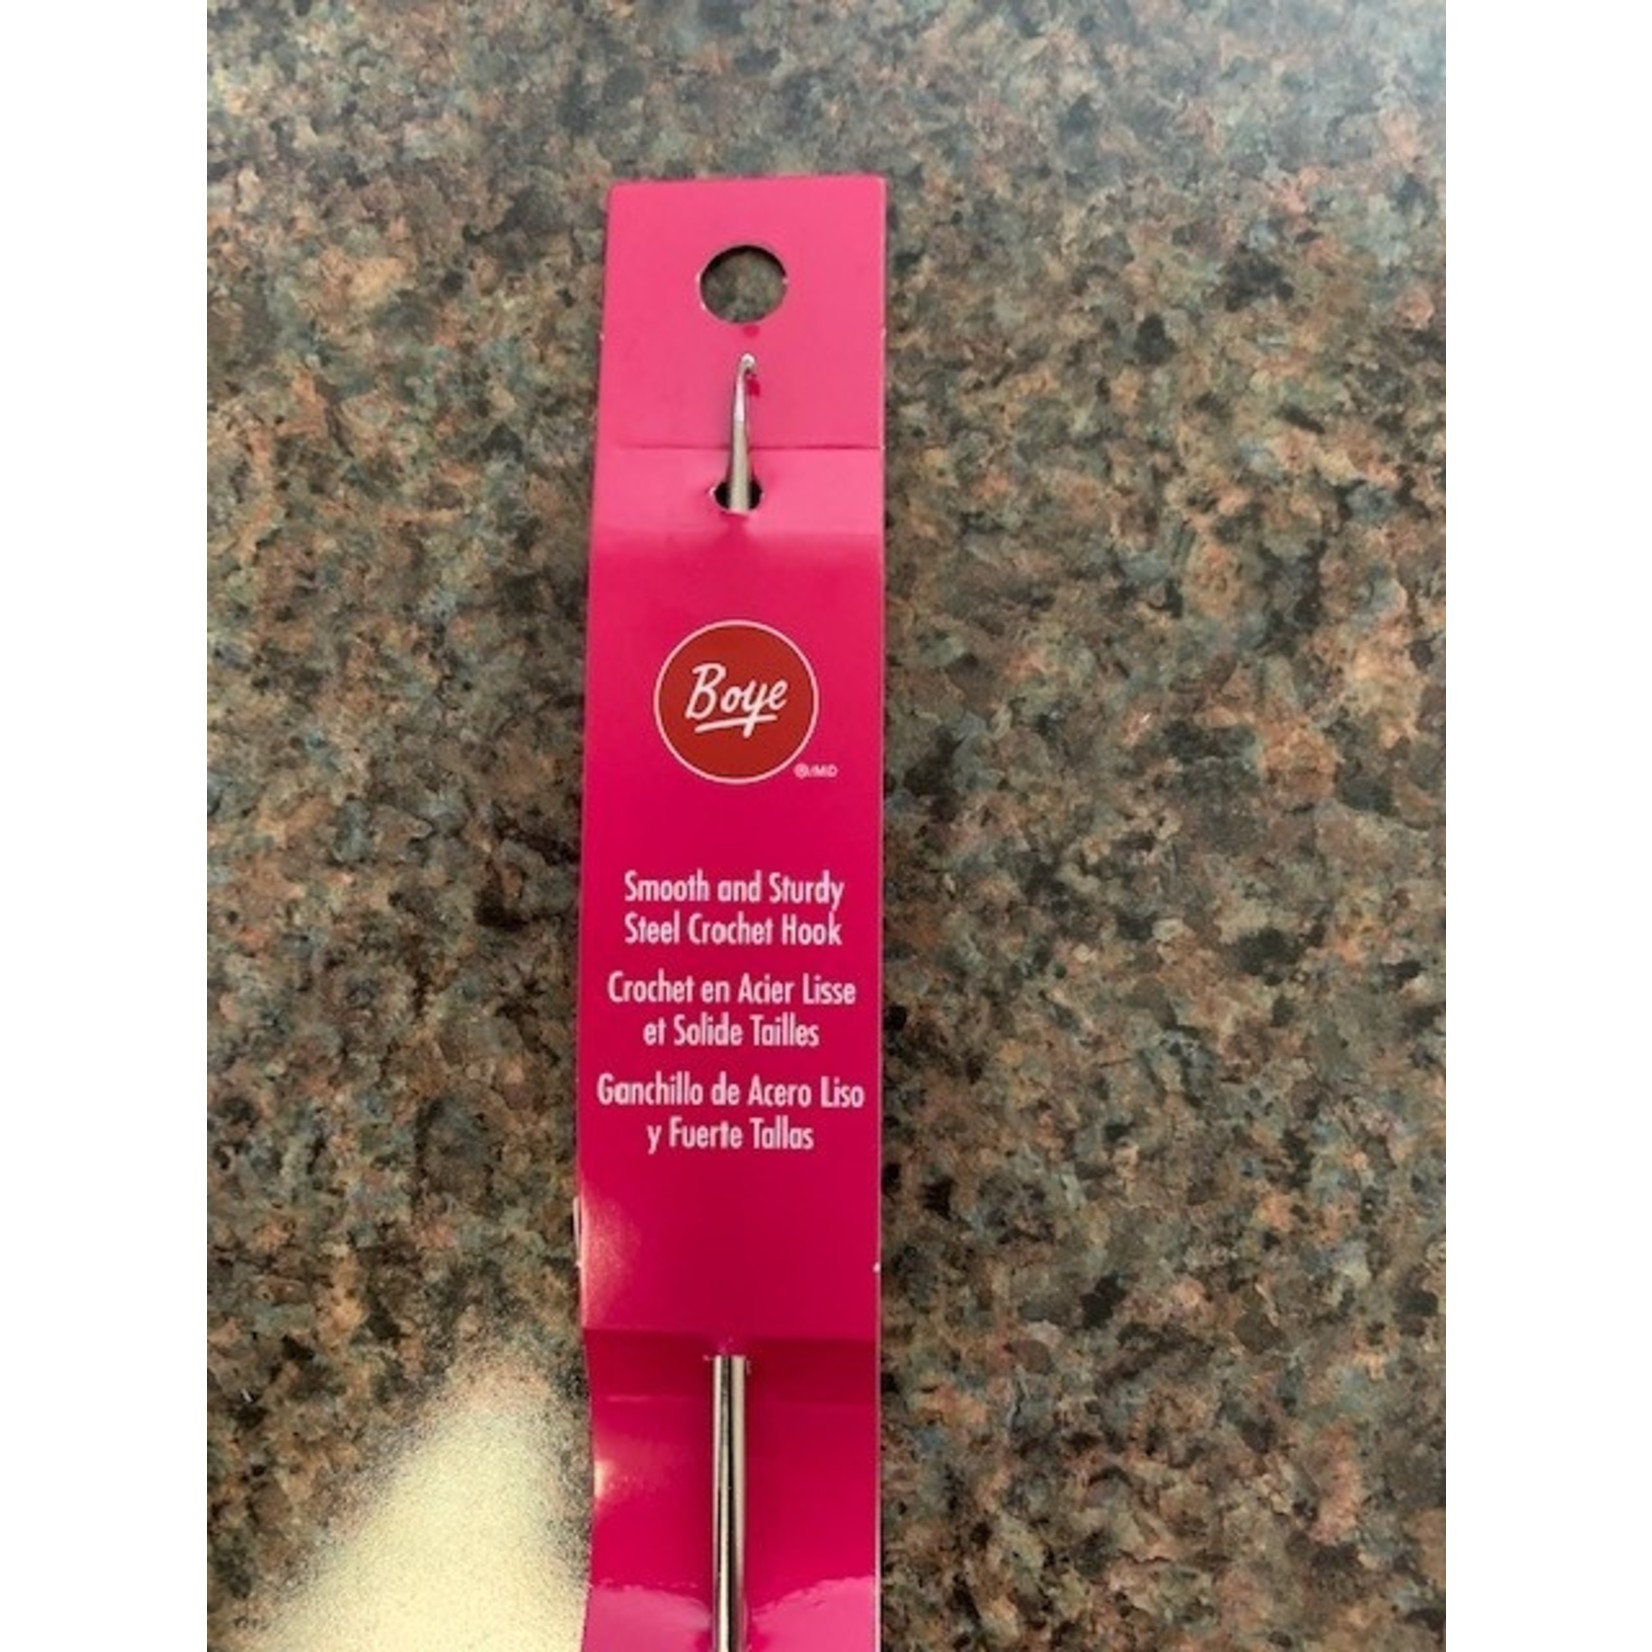 Boye
®/MD
Smooth and Sturdy
Steel Crochet Hook
Crochet en Acier Lisse
et Solide Tailles
Ganchillo de Acero Liso
y Fuerte Tallas